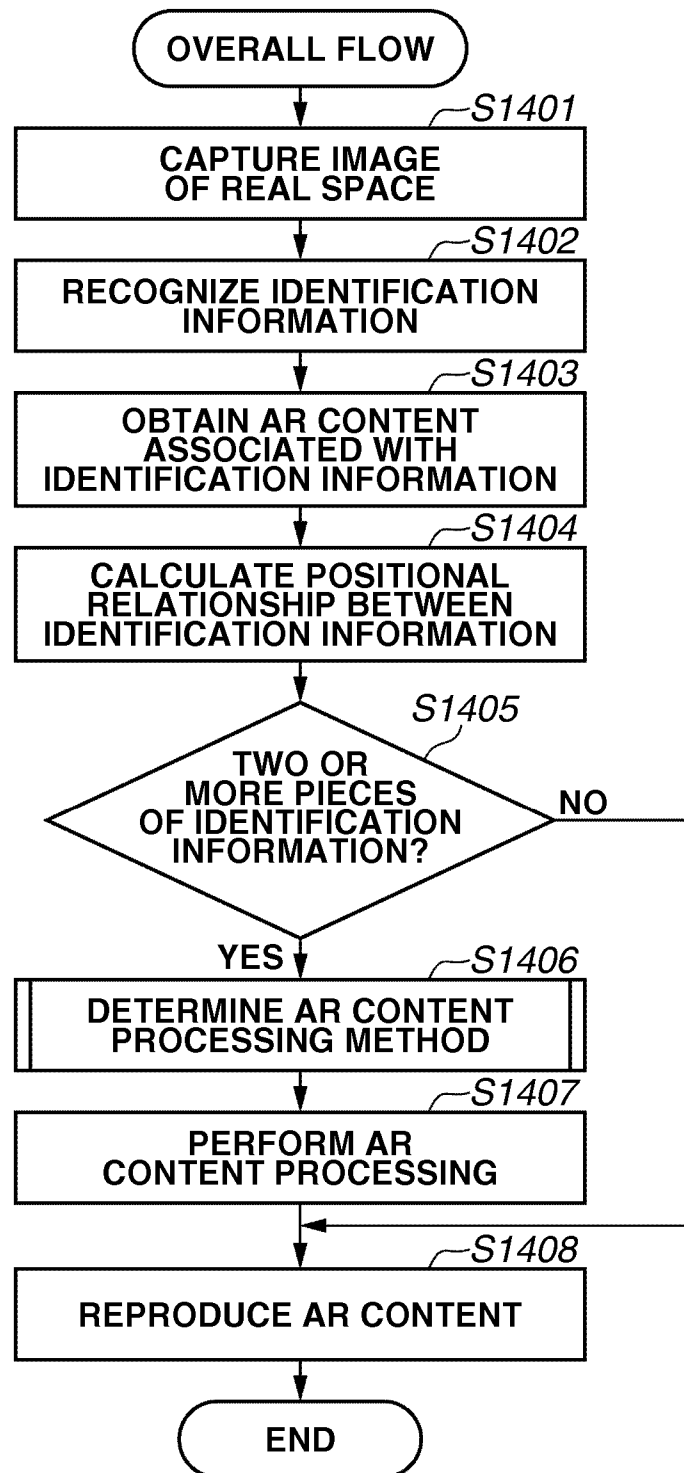 OVERALL FLOW
S1401
CAPTURE IMAGE
OF REAL SPACE
S1402
RECOGNIZE IDENTIFICATION
INFORMATION
S1403
OBTAIN AR CONTENT
ASSOCIATED WITH
IDENTIFICATION INFORMATION
S1404
CALCULATE POSITIONAL
RELATIONSHIP BETWEEN
IDENTIFICATION INFORMATION
S1405
TWO OR
MORE PIECES
OF IDENTIFICATION
INFORMATION?
NO
YES
S1406
DETERMINE AR CONTENT
PROCESSING METHOD
S1407
PERFORM AR
CONTENT PROCESSING
S1408
REPRODUCE AR CONTENT
END